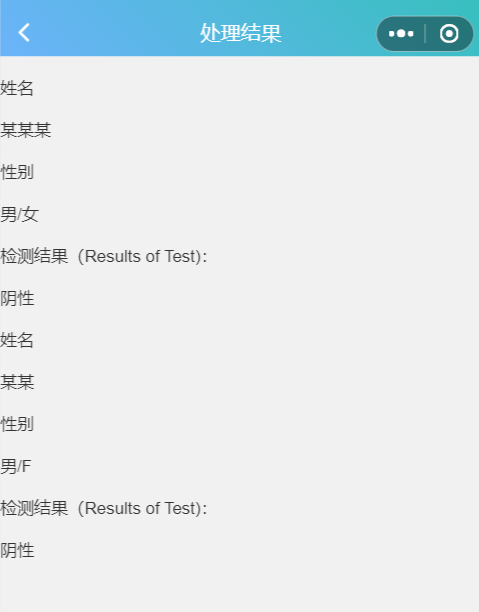 处理结果
姓名
某某某
性别
男/女
检测结果（Results of Test）：
阴性
姓名
某某
性别
男/F
检测结果（Results of Test）：
阴性